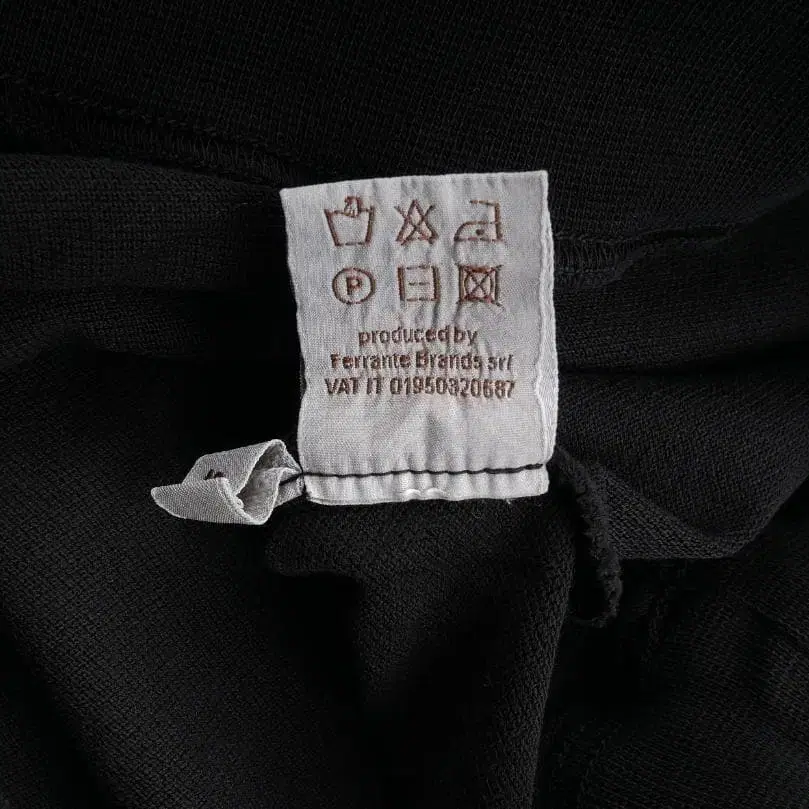 P
produced by
Ferrante Brands srl
VAT IT 01950320687